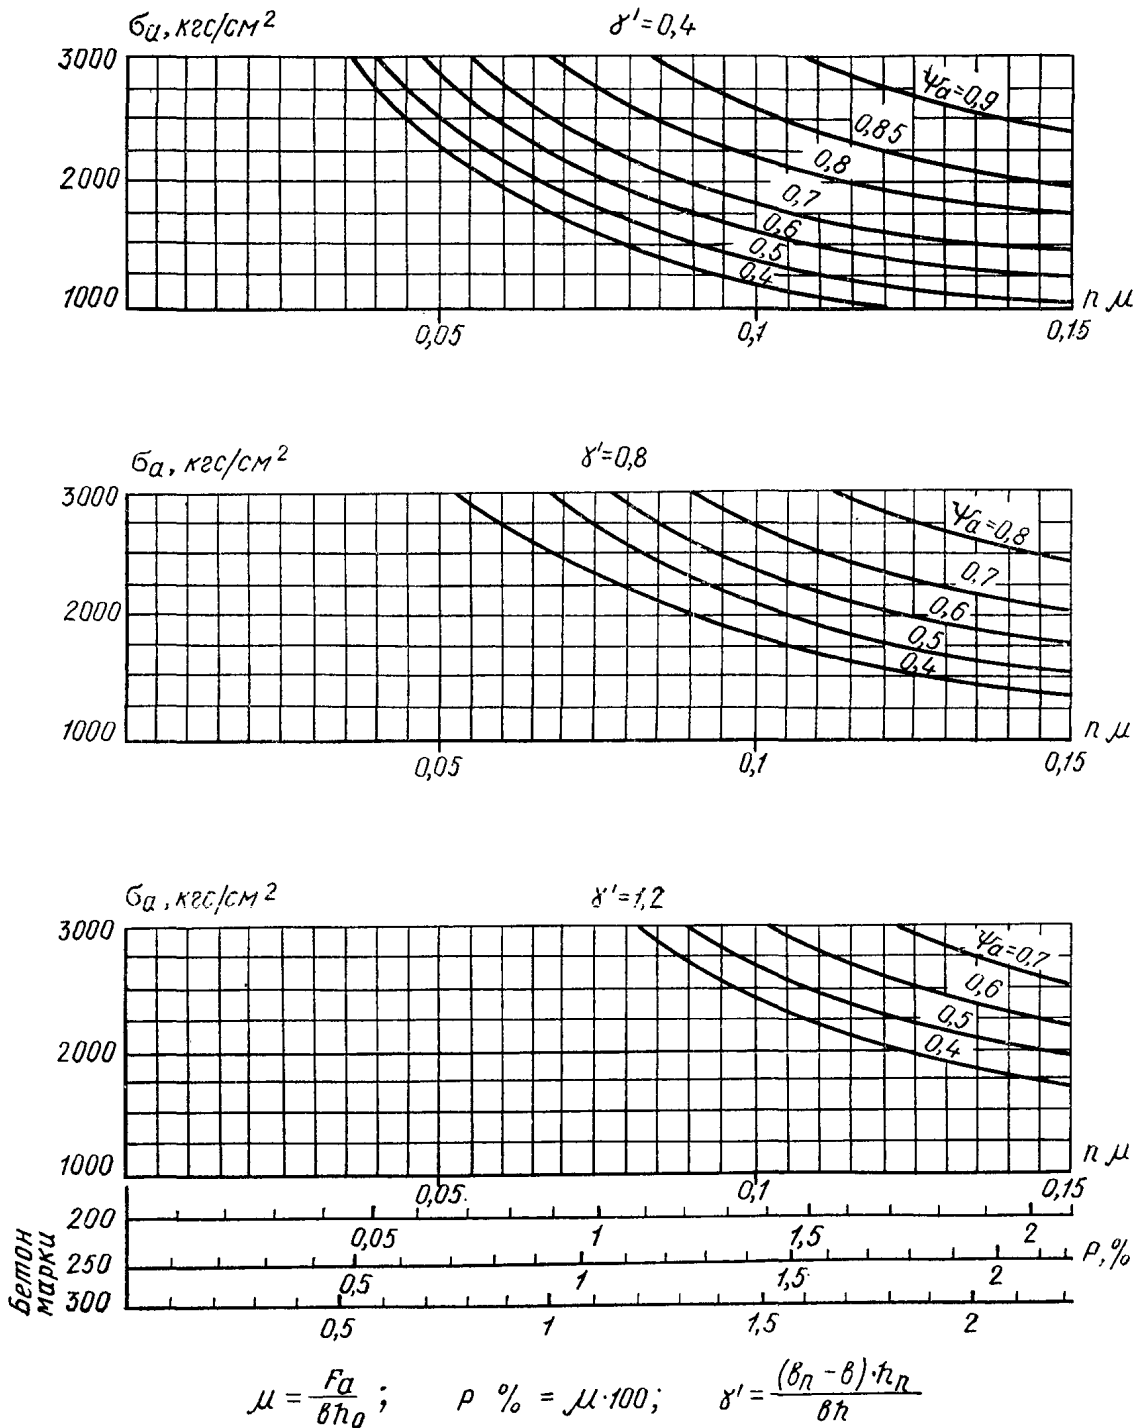 σa, кгс/см² γ'=0,4
3000
ψa=0,9
0,85
0,8
2000
0,7
0,6
0,5
0,4
1000 n μ
0,05 0,1 0,15
σa, кгс/см² γ'=0,8
3000
ψa=0,8
0,7
2000 0,6
0,5
0,4
1000 n μ
0,05 0,1 0,15
σa, кгс/см² γ'=1,2
3000
ψa=0,7
0,6
0,5
2000 0,4
1000 n μ
0,05 0,1 0,15
Бетон марки
200
0,05 1 1,5 2
250 P, %
0,5 1 1,5 2
300
0,5 1 1,5 2
μ = Fa / вh₀ ; P % = μ·100; γ' = (вп - в)·hп / вh